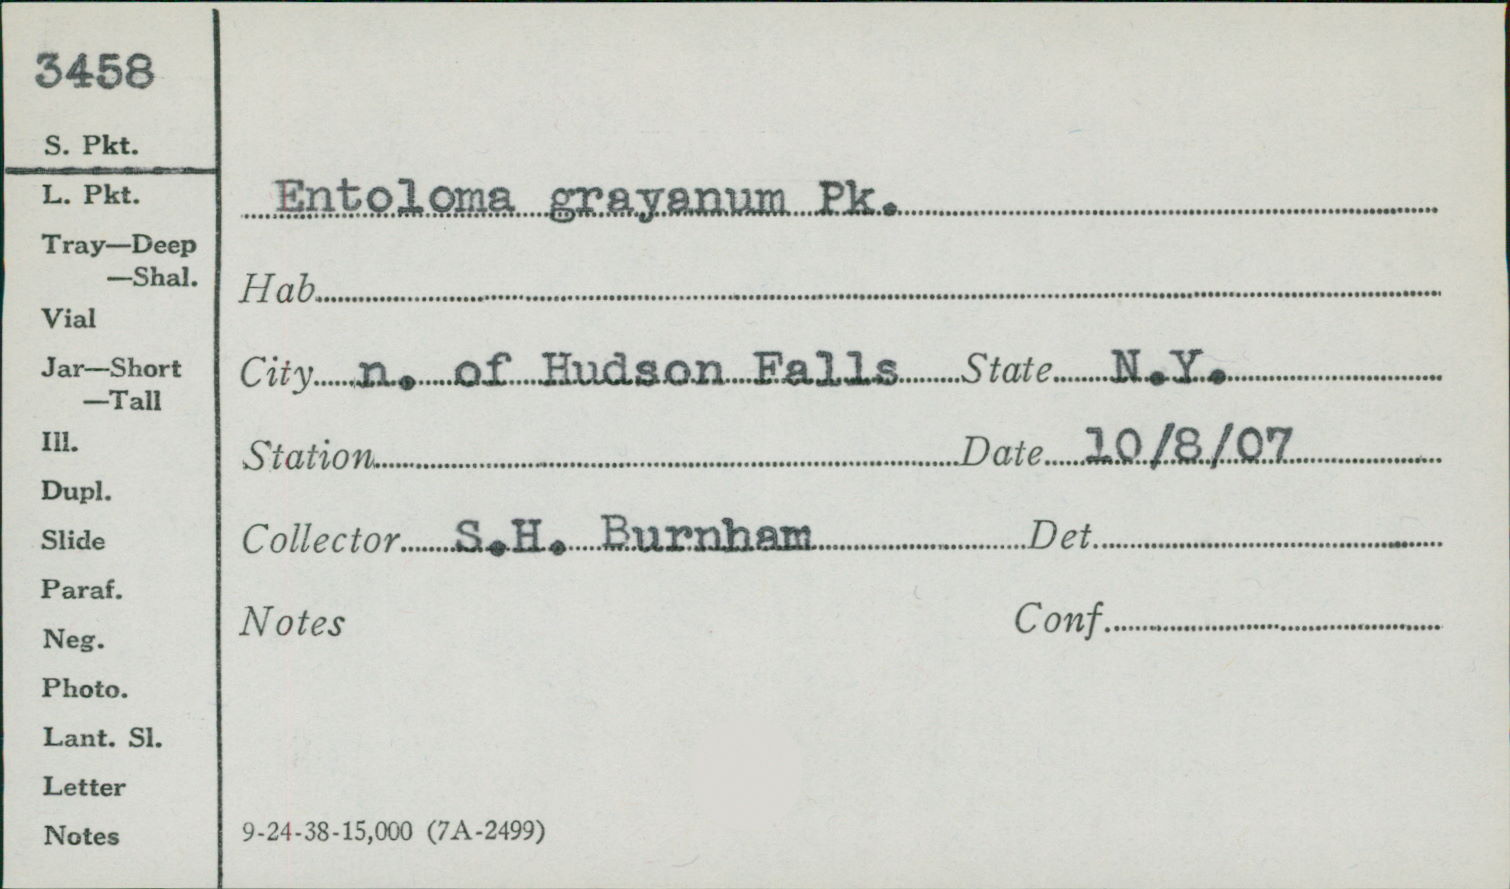 3458
S. Pkt.
L. Pkt.
Tray—Deep
—Shal.
Vial
Jar—Short
—Tall
Ill.
Dupl.
Slide
Paraf.
Neg.
Photo.
Lant. Sl.
Letter
Notes
Entoloma grayanum Pk.
Hab.
City n. of Hudson Falls State N.Y.
Station Date 10/8/07
Collector S.H. Burnham Det.
Notes Conf.
9-24-38-15,000 (7A-2499)